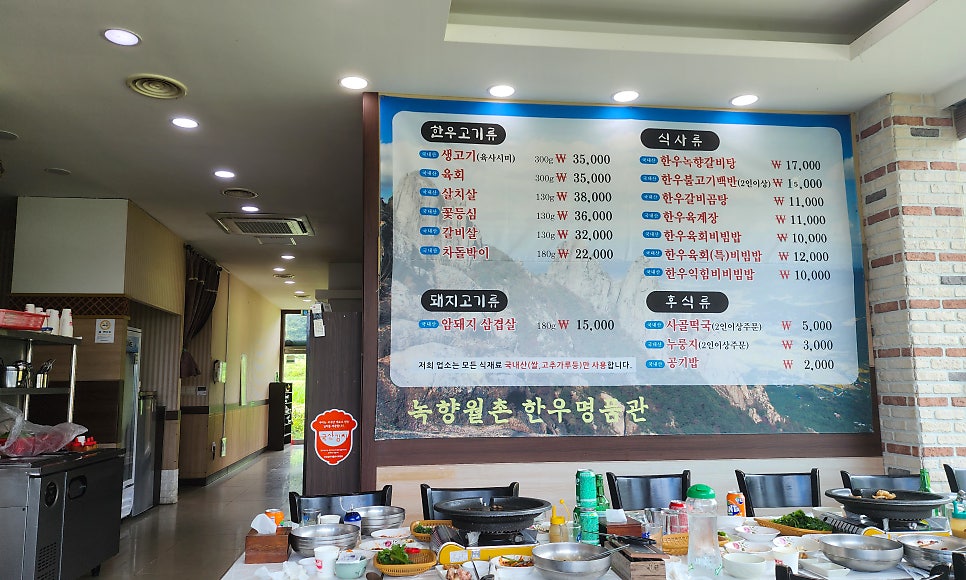 한우고기류
국내산 생고기(육사시미) 300g ₩ 35,000
국내산 육회 300g ₩ 35,000
국내산 살치살 130g ₩ 38,000
국내산 꽃등심 130g ₩ 36,000
국내산 갈비살 130g ₩ 32,000
국내산 차돌박이 180g ₩ 22,000
돼지고기류
국내산 암돼지 삼겹살 180g ₩ 15,000
식사류
국내산 한우녹향갈비탕 ₩ 17,000
국내산 한우불고기백반(2인이상) ₩ 15,000
국내산 한우갈비곰탕 ₩ 11,000
국내산 한우육계장 ₩ 11,000
국내산 한우육회비빔밥 ₩ 10,000
국내산 한우육회(특)비빔밥 ₩ 12,000
국내산 한우익힘비비빔밥 ₩ 10,000
후식류
국내산 사골떡국(2인이상주문) ₩ 5,000
국내산 누룽지(2인이상주문) ₩ 3,000
국내산 공기밥 ₩ 2,000
저희 업소는 모든 식재료 국내산(쌀, 고추가루등)만 사용합니다.
녹향월촌 한우명품관
국산김치